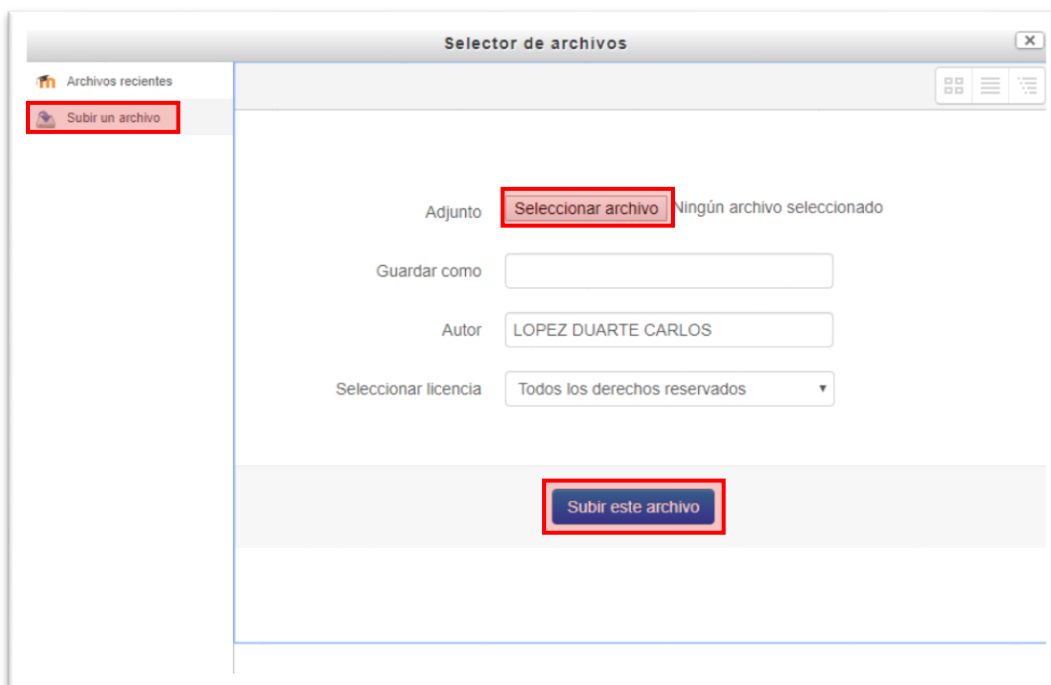 Selector de archivos
Archivos recientes
Subir un archivo
Adjunto Seleccionar archivo Ningún archivo seleccionado
Guardar como
Autor LOPEZ DUARTE CARLOS
Seleccionar licencia Todos los derechos reservados
Subir este archivo